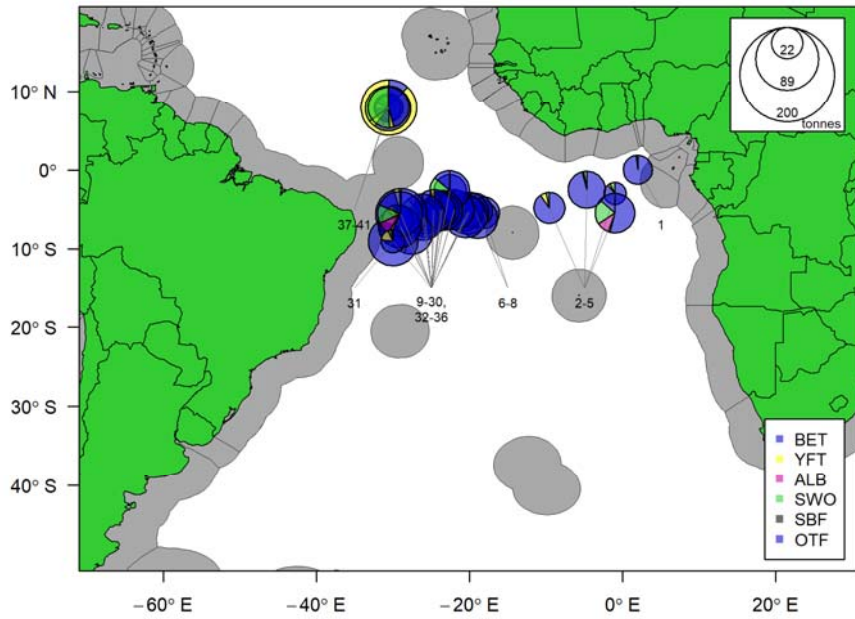 22
89
200
tonnes
10° N
0°
10° S
20° S
30° S
40° S
37-41
1
31
9-30,
32-36
6-8
2-5
BET
YFT
ALB
SWO
SBF
OTF
−60° E
−40° E
−20° E
0° E
20° E